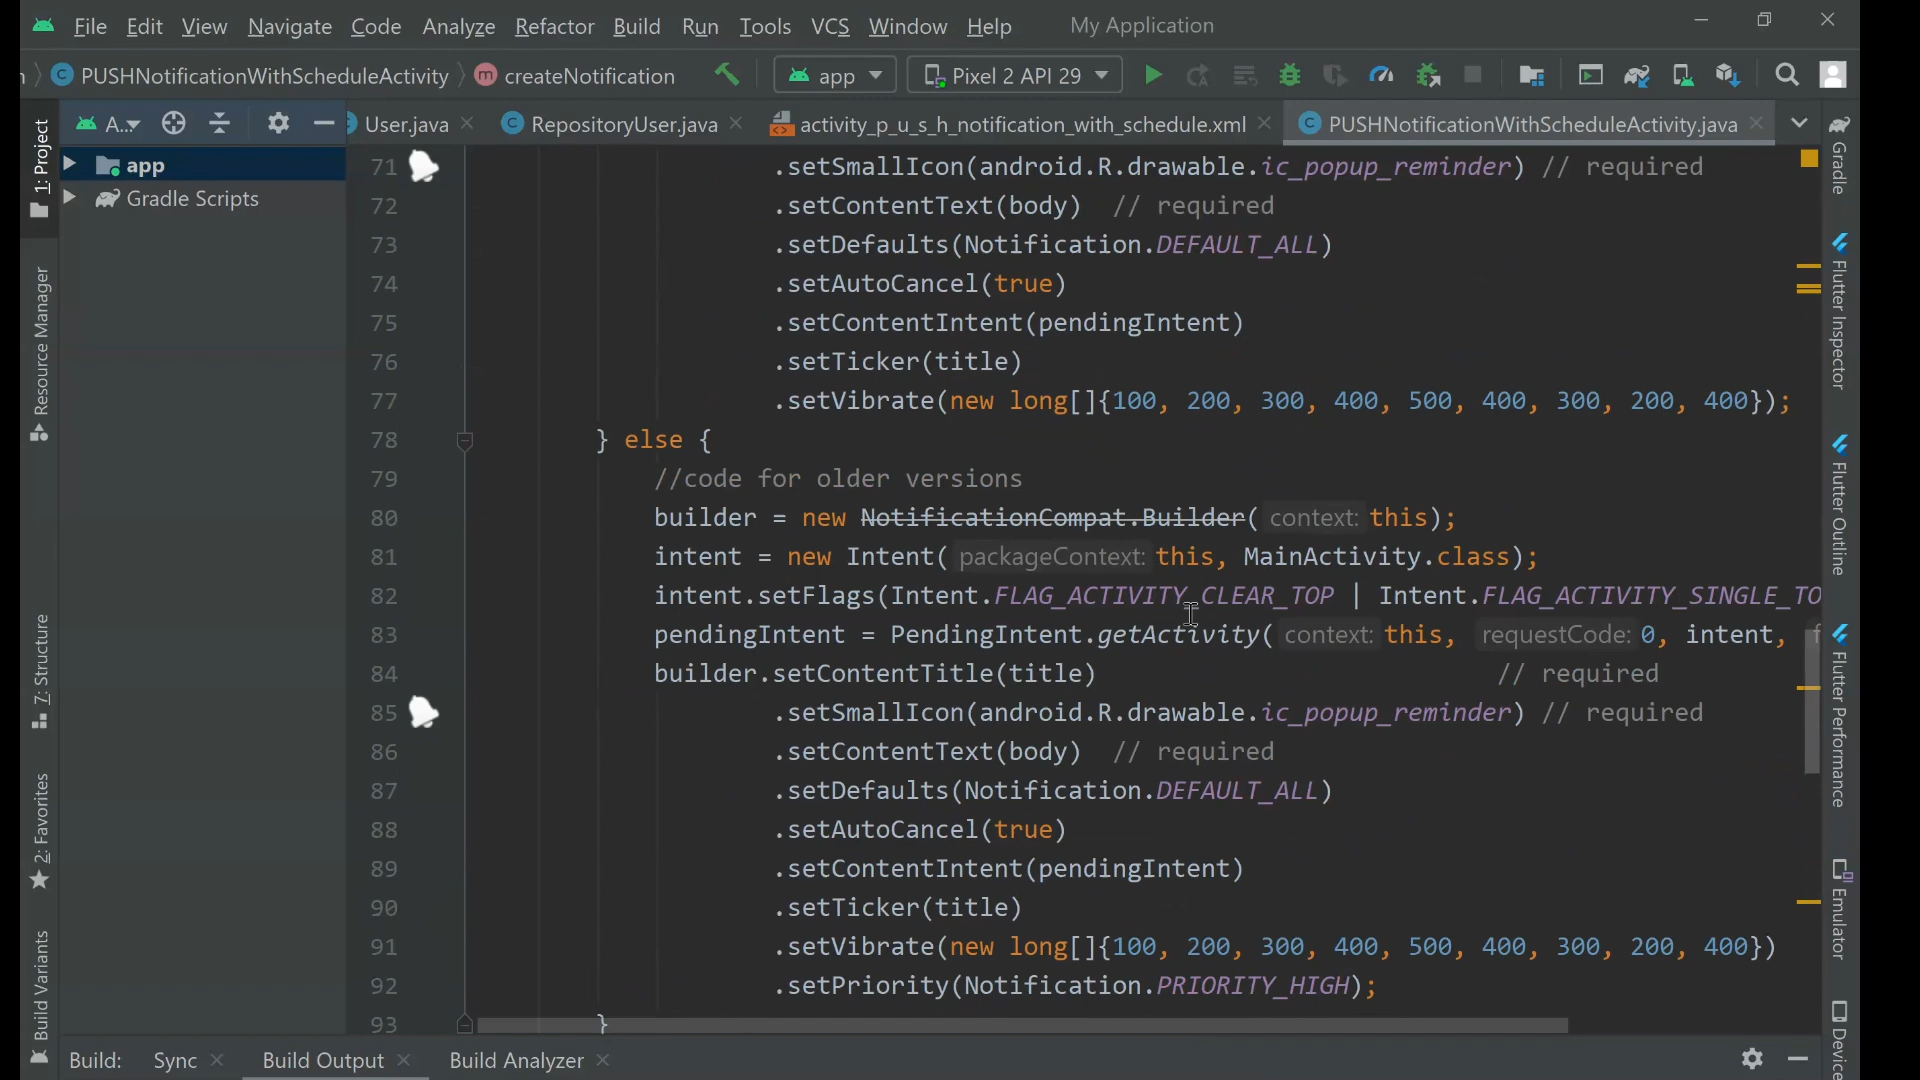 File Edit View Navigate Code Analyze Refactor Build Run Tools VCS Window Help My Application
PUSHNotificationWithScheduleActivity m createNotification app Pixel 2 API 29
A... User.java RepositoryUser.java activity_p_u_s_h_notification_with_schedule.xml PUSHNotificationWithScheduleActivity.java
app
Gradle Scripts
1: Project
Resource Manager
7: Structure
2: Favorites
Build Variants
71 .setSmallIcon(android.R.drawable.ic_popup_reminder) // required
72 .setContentText(body) // required
73 .setDefaults(Notification.DEFAULT_ALL)
74 .setAutoCancel(true)
75 .setContentIntent(pendingIntent)
76 .setTicker(title)
77 .setVibrate(new long[]{100, 200, 300, 400, 500, 400, 300, 200, 400});
78 } else {
79 //code for older versions
80 builder = new NotificationCompat.Builder( context: this);
81 intent = new Intent( packageContext: this, MainActivity.class);
82 intent.setFlags(Intent.FLAG_ACTIVITY_CLEAR_TOP | Intent.FLAG_ACTIVITY_SINGLE_TO
83 pendingIntent = PendingIntent.getActivity( context: this, requestCode: 0, intent, f
84 builder.setContentTitle(title) // required
85 .setSmallIcon(android.R.drawable.ic_popup_reminder) // required
86 .setContentText(body) // required
87 .setDefaults(Notification.DEFAULT_ALL)
88 .setAutoCancel(true)
89 .setContentIntent(pendingIntent)
90 .setTicker(title)
91 .setVibrate(new long[]{100, 200, 300, 400, 500, 400, 300, 200, 400})
92 .setPriority(Notification.PRIORITY_HIGH);
93 }
Gradle
Flutter Inspector
Flutter Outline
Flutter Performance
Emulator
Device
Build: Sync Build Output Build Analyzer